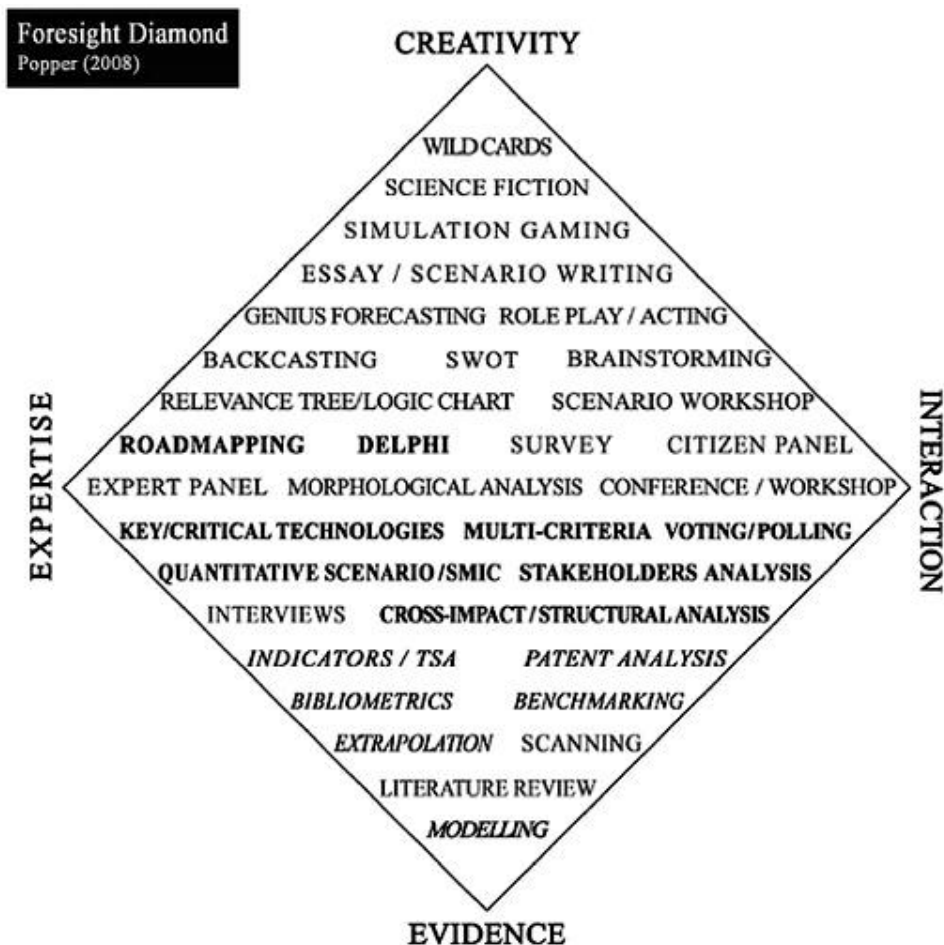 Foresight Diamond
Popper (2008)
CREATIVITY
WILD CARDS
SCIENCE FICTION
SIMULATION GAMING
ESSAY / SCENARIO WRITING
GENIUS FORECASTING ROLE PLAY / ACTING
BACKCASTING SWOT BRAINSTORMING
RELEVANCE TREE/LOGIC CHART SCENARIO WORKSHOP
ROADMAPPING DELPHI SURVEY CITIZEN PANEL
EXPERT PANEL MORPHOLOGICAL ANALYSIS CONFERENCE / WORKSHOP
KEY/CRITICAL TECHNOLOGIES MULTI-CRITERIA VOTING/POLLING
QUANTITATIVE SCENARIO/SMIC STAKEHOLDERS ANALYSIS
INTERVIEWS CROSS-IMPACT/STRUCTURAL ANALYSIS
INDICATORS / TSA PATENT ANALYSIS
BIBLIOMETRICS BENCHMARKING
EXTRAPOLATION SCANNING
LITERATURE REVIEW
MODELLING
EVIDENCE
EXPERTISE
INTERACTION